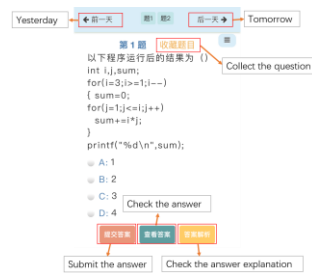 Yesterday
← 前一天
题1 题2
后一天 →
Tomorrow
第 1 题 收藏题目
Collect the question
以下程序运行后的结果为（）
int i,j,sum;
for(i=3;i>=1;i--)
{ sum=0;
for(j=1;j<=i;j++)
sum+=i*j;
}
printf("%d\n",sum);
A: 1
B: 2
C: 3
D: 4
Check the answer
提交答案 查看答案 答案解析
Submit the answer
Check the answer explanation